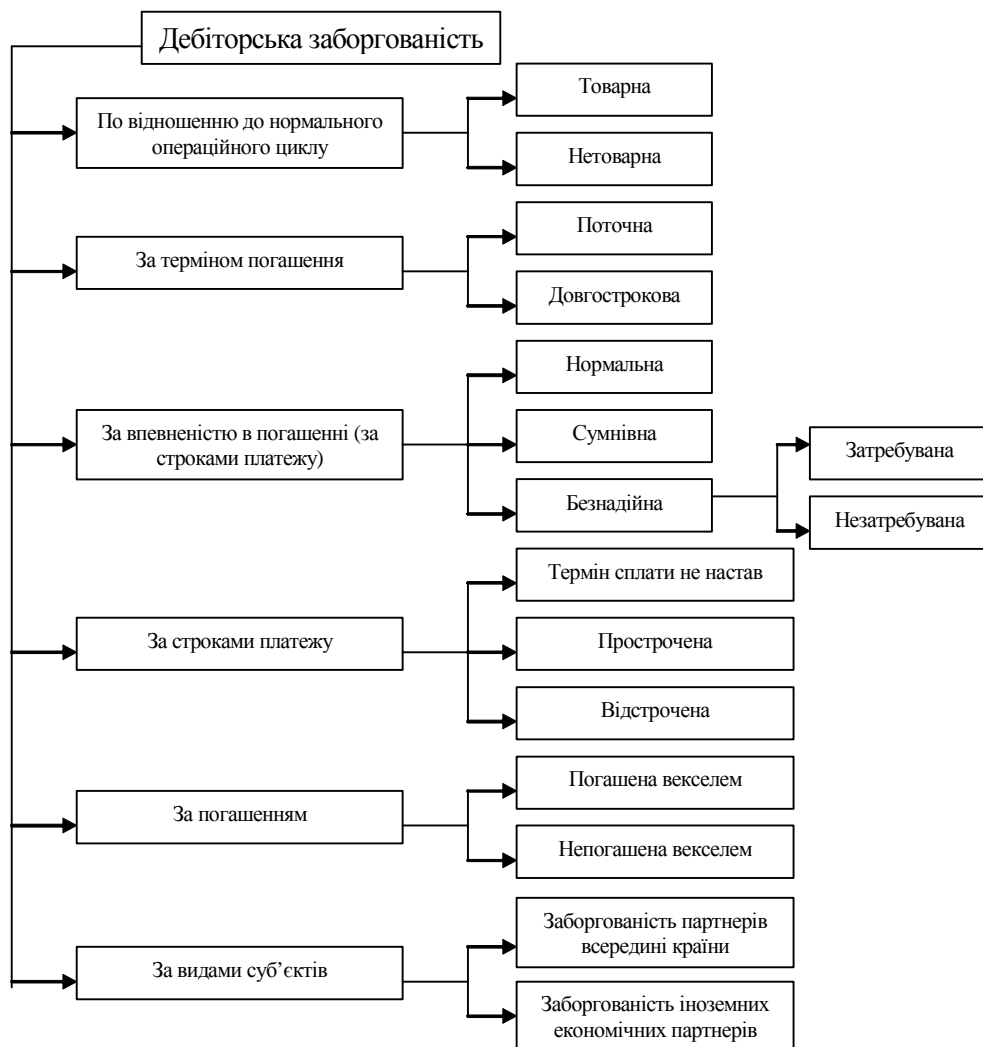 Дебіторська заборгованість
По відношенню до нормального
операційного циклу
Товарна
Нетоварна
За терміном погашення
Поточна
Довгострокова
За впевненістю в погашенні (за
строками платежу)
Нормальна
Сумнівна
Безнадійна
Затребувана
Незатребувана
За строками платежу
Термін сплати не настав
Прострочена
Відстрочена
За погашенням
Погашена векселем
Непогашена векселем
За видами суб’єктів
Заборгованість партнерів
всередині країни
Заборгованість іноземних
економічних партнерів